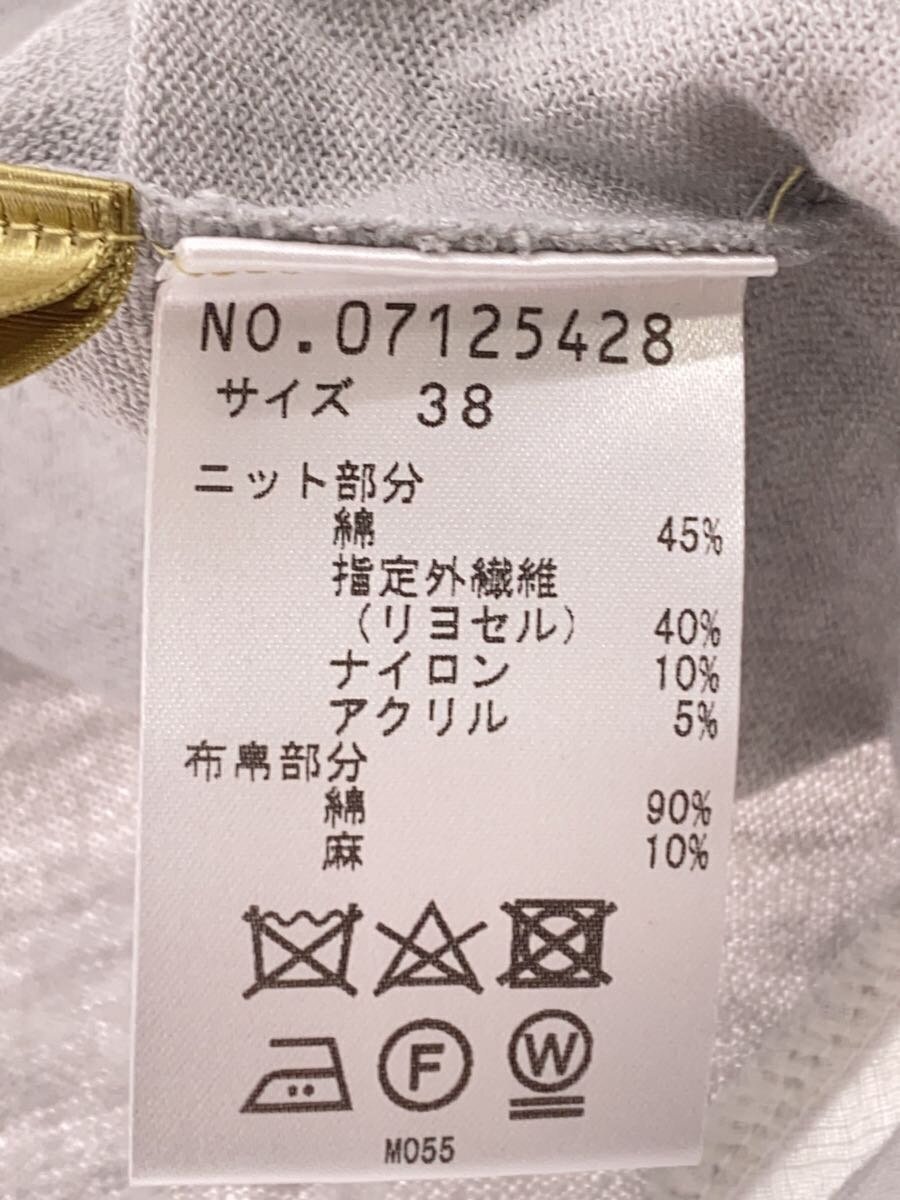 NO.07125428
サイズ 38
ニット部分
綿 45%
指定外繊維
（リヨセル） 40%
ナイロン 10%
アクリル 5%
布帛部分
綿 90%
麻 10%
F W
M055